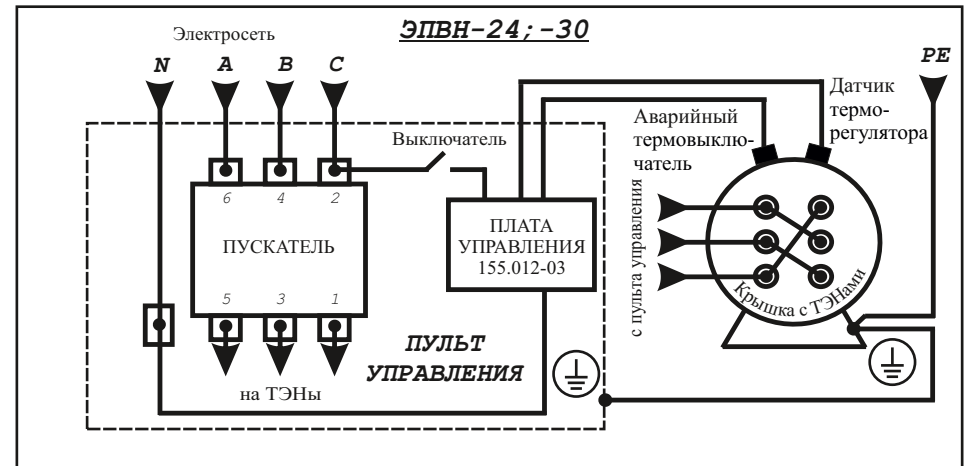 ЭПВН-24; -30
Электросеть
N A B C
PE
Датчик
термо-
регулятора
Аварийный
термовыклю-
чатель
Выключатель
6 4 2
ПУСКАТЕЛЬ
5 3 1
ПЛАТА
УПРАВЛЕНИЯ
155.012-03
с пульта управления
Крышка с ТЭНами
ПУЛЬТ
УПРАВЛЕНИЯ
на ТЭНы